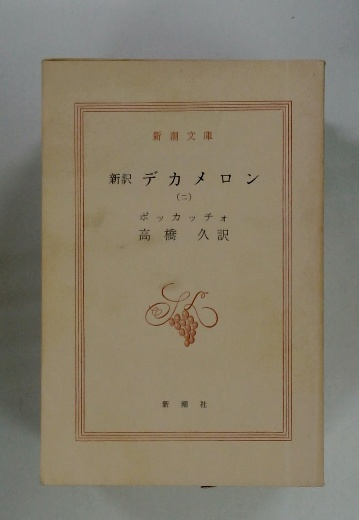 新潮文庫
新訳 デカメロン
(二)
ボッカッチォ
高橋 久訳
新潮社